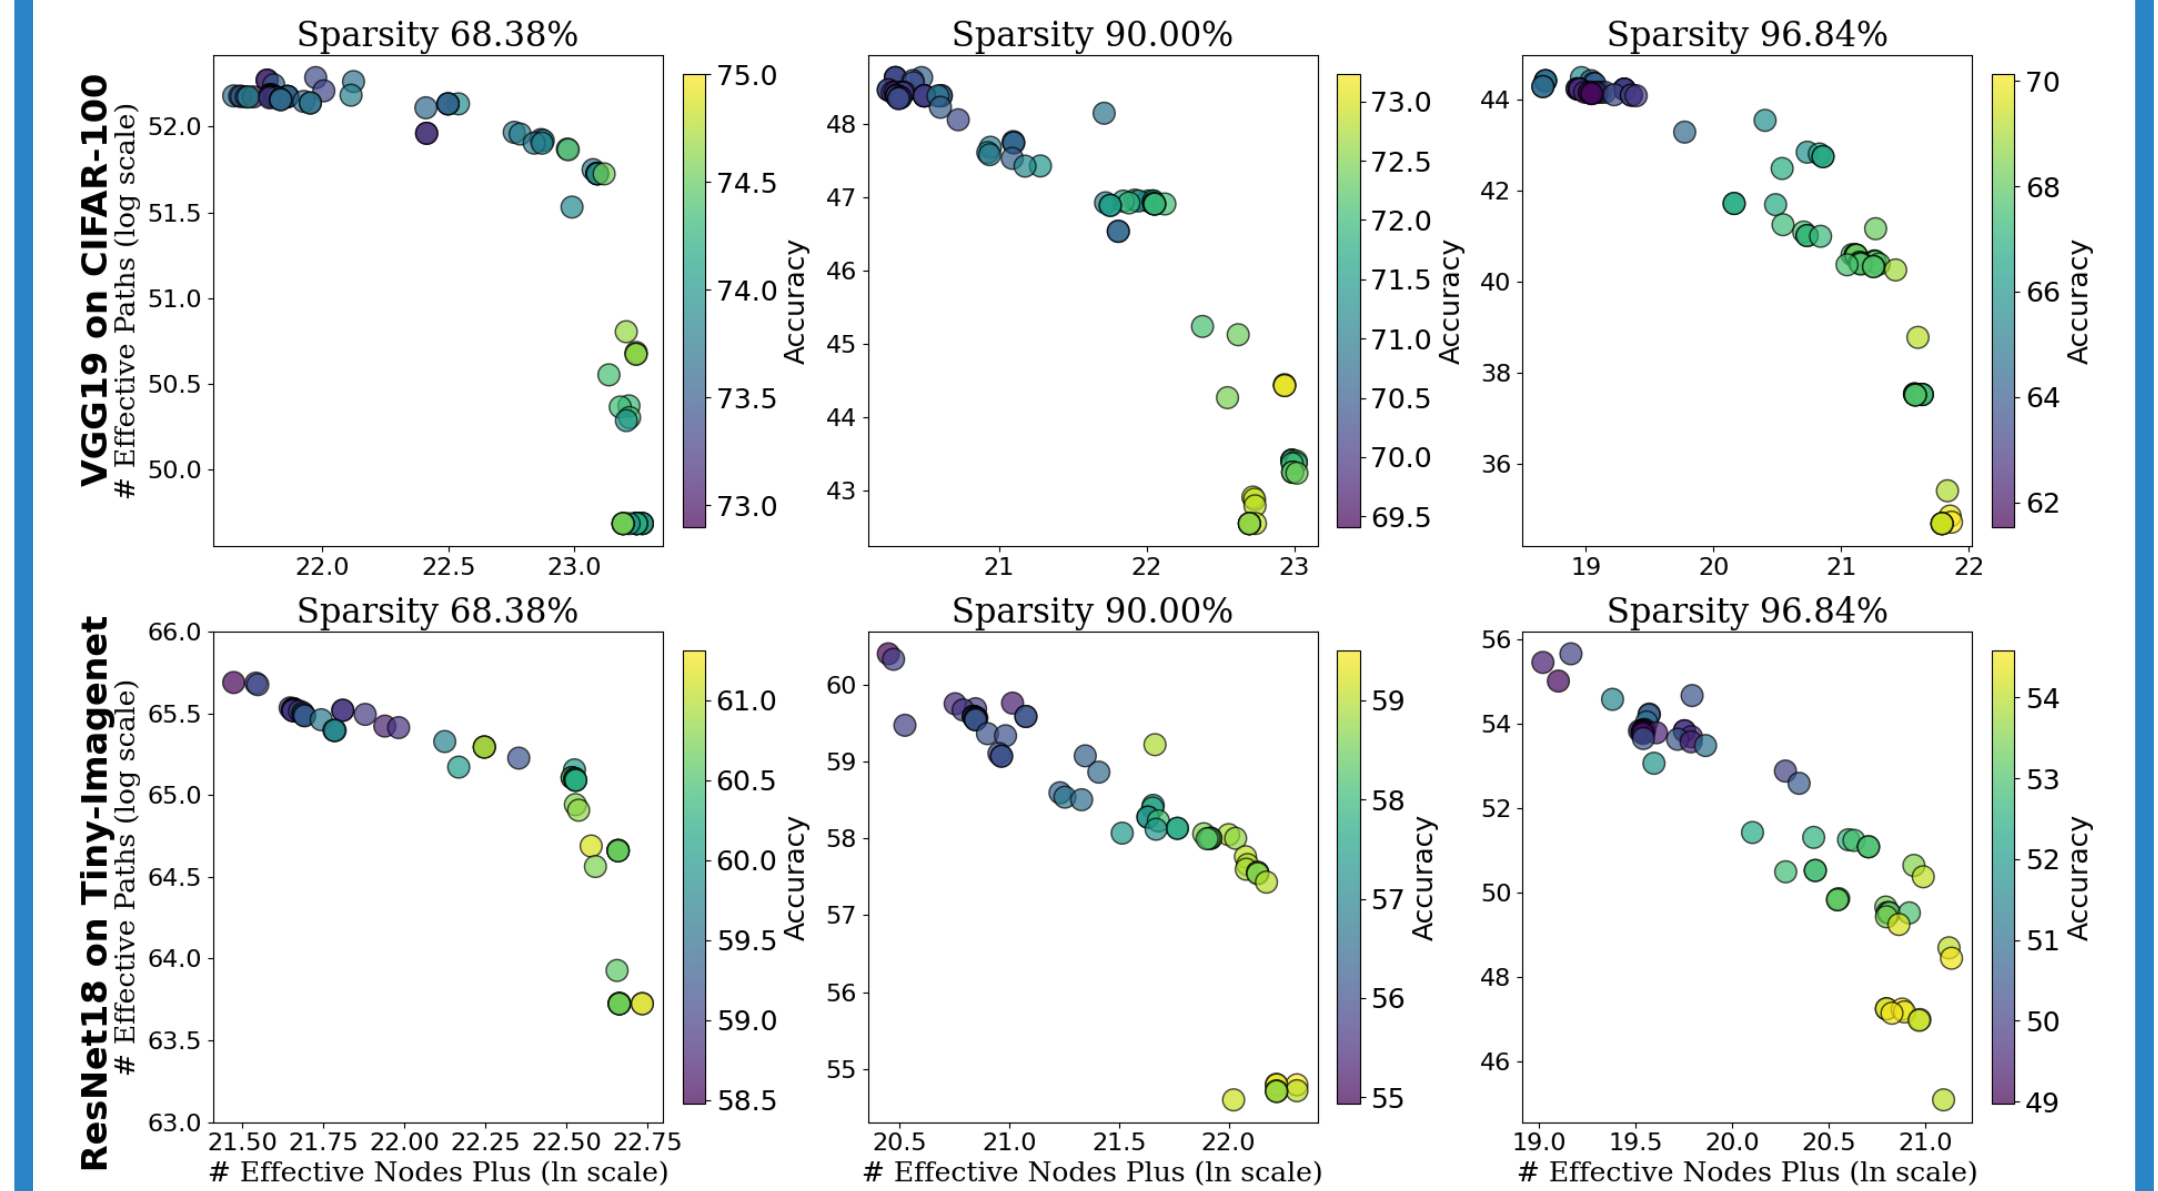 VGG19 on CIFAR-100
# Effective Paths (log scale)
Sparsity 68.38%
52.0
51.5
51.0
50.5
50.0
22.0 22.5 23.0
75.0
74.5
74.0
73.5
73.0
Accuracy
Sparsity 90.00%
48
47
46
45
44
43
21 22 23
73.0
72.5
72.0
71.5
71.0
70.5
70.0
69.5
Accuracy
Sparsity 96.84%
44
42
40
38
36
19 20 21 22
70
68
66
64
62
Accuracy
ResNet18 on Tiny-Imagenet
# Effective Paths (log scale)
Sparsity 68.38%
66.0
65.5
65.0
64.5
64.0
63.5
63.0
21.50 21.75 22.00 22.25 22.50 22.75
# Effective Nodes Plus (ln scale)
61.0
60.5
60.0
59.5
59.0
58.5
Accuracy
Sparsity 90.00%
60
59
58
57
56
55
20.5 21.0 21.5 22.0
# Effective Nodes Plus (ln scale)
59
58
57
56
55
Accuracy
Sparsity 96.84%
56
54
52
50
48
46
19.0 19.5 20.0 20.5 21.0
# Effective Nodes Plus (ln scale)
54
53
52
51
50
49
Accuracy